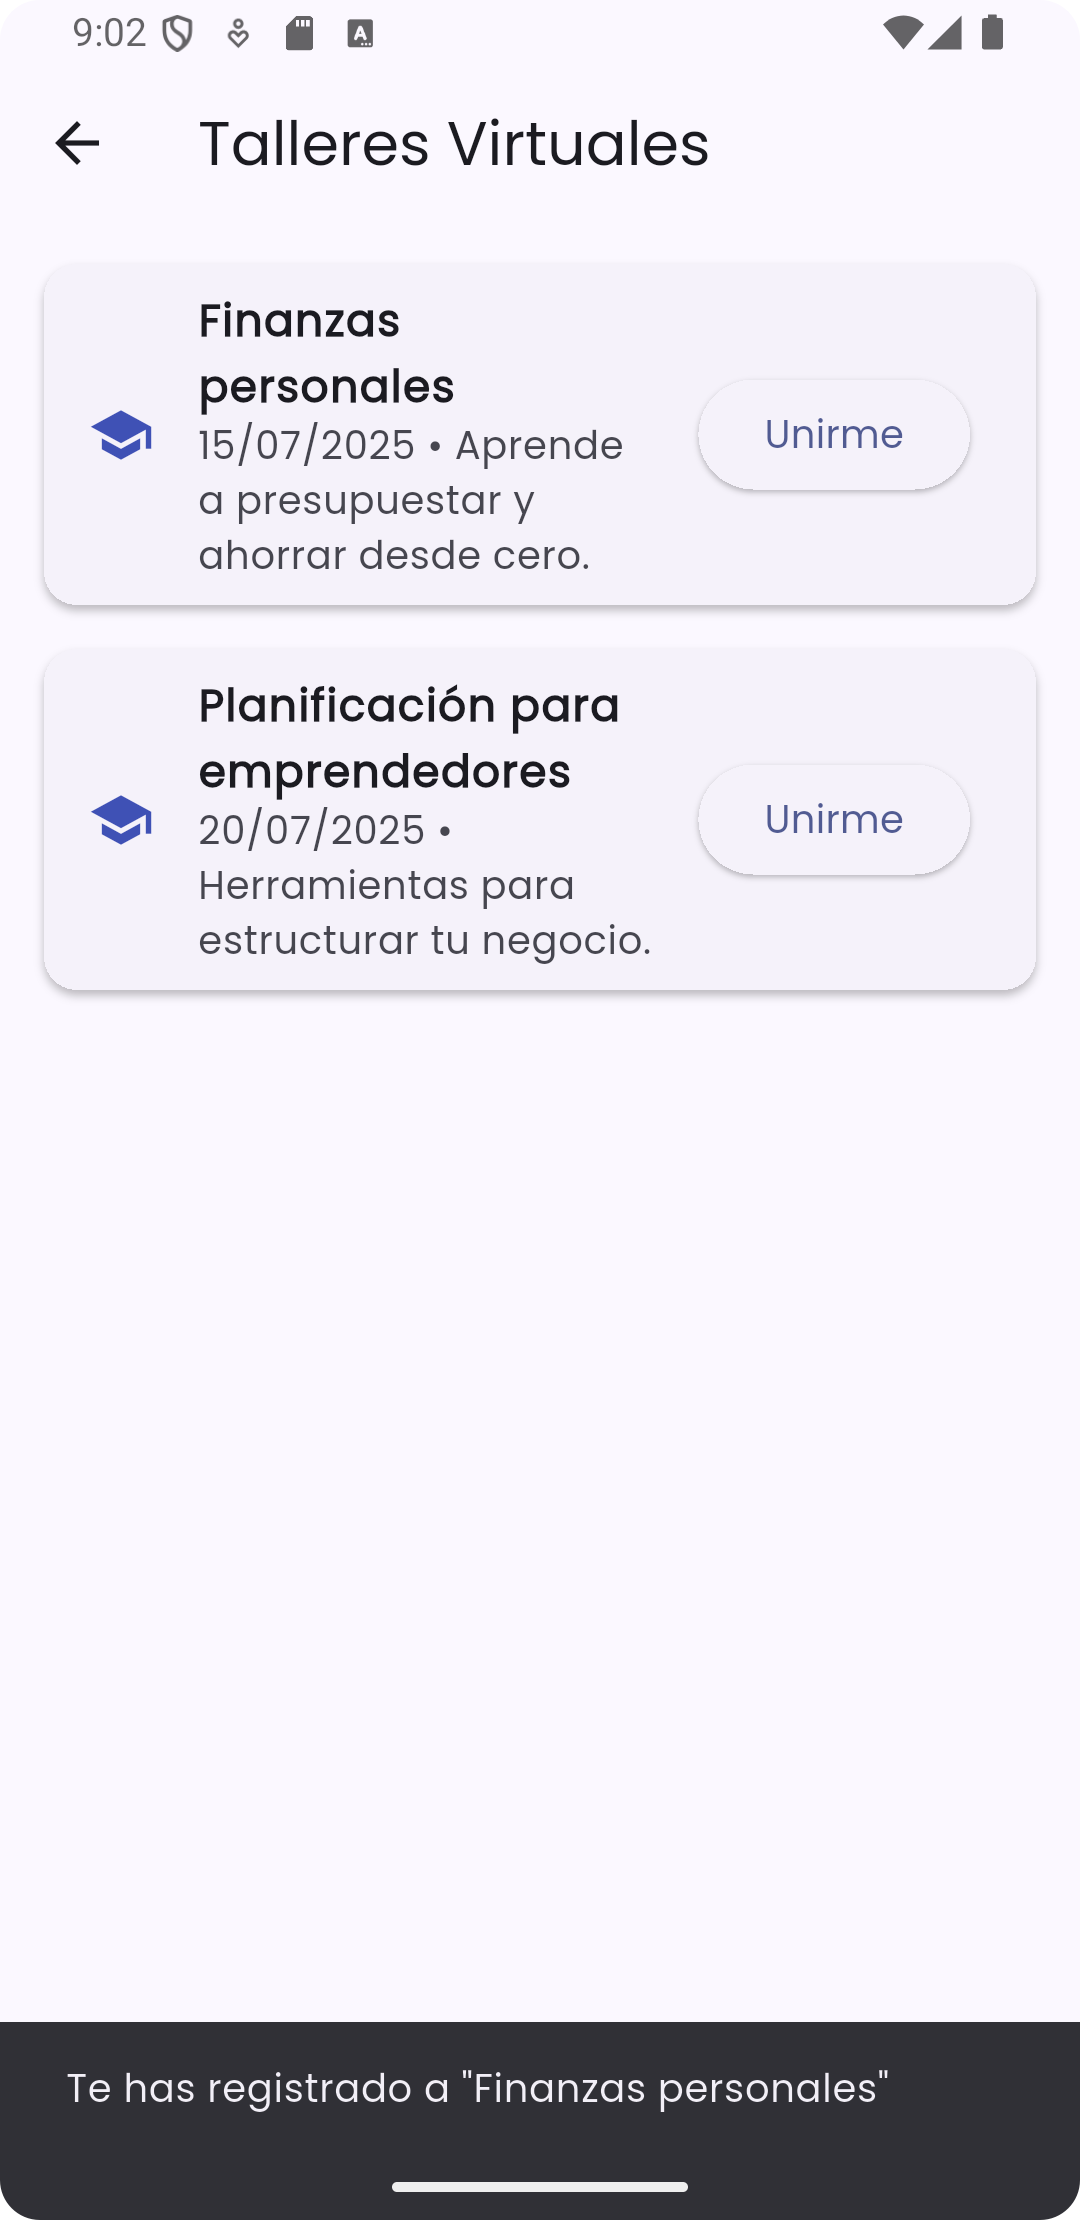 9:02
Talleres Virtuales
Finanzas
personales
15/07/2025 • Aprende
a presupuestar y
ahorrar desde cero.
Unirme
Planificación para
emprendedores
20/07/2025 •
Herramientas para
estructurar tu negocio.
Unirme
Te has registrado a "Finanzas personales"